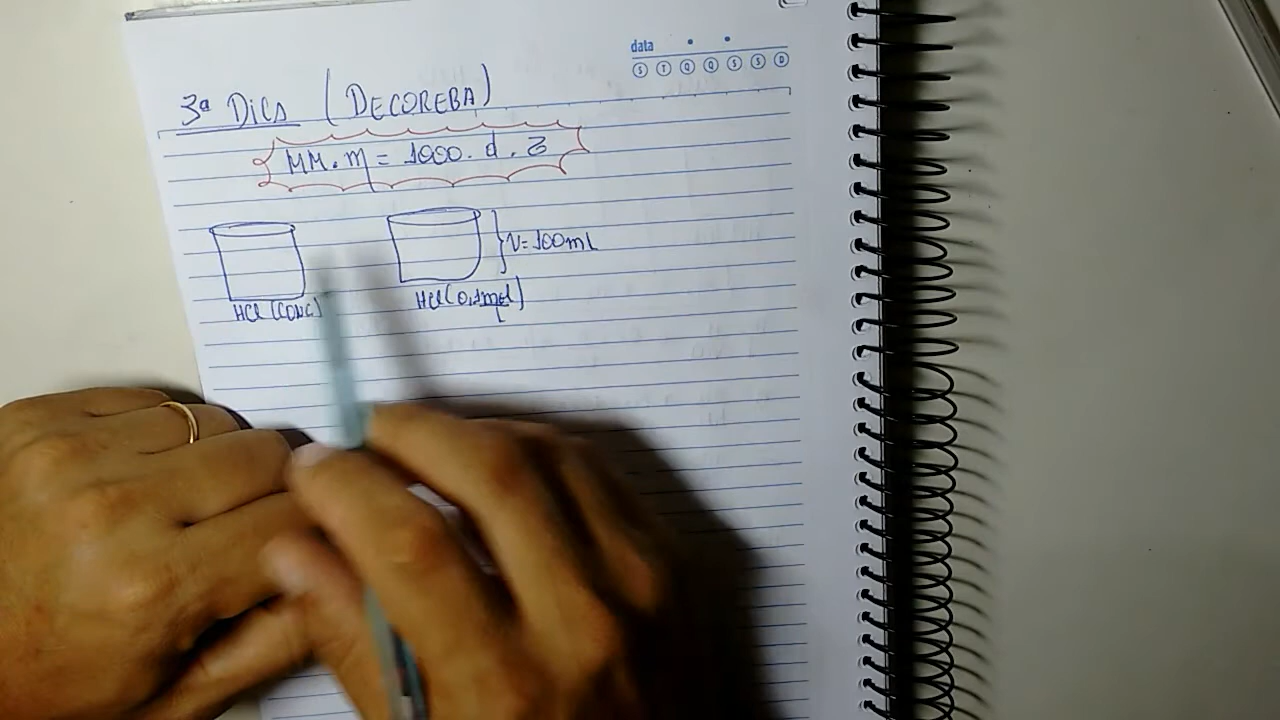 data
S T Q Q S S D
3ª DICA (DECOREBA)
MM.m = 1000.d.z
V=100ml
HCl (CONC)
HCl (0,1mol)